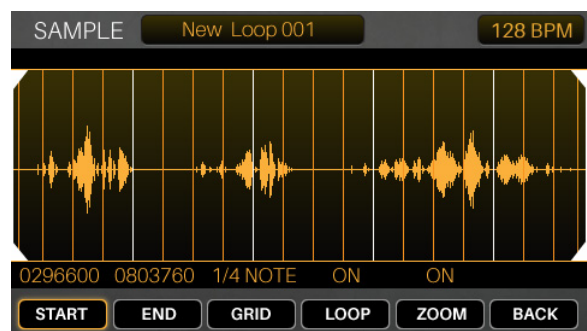 SAMPLE New Loop 001 128 BPM
0296600 0803760 1/4 NOTE ON ON
START END GRID LOOP ZOOM BACK